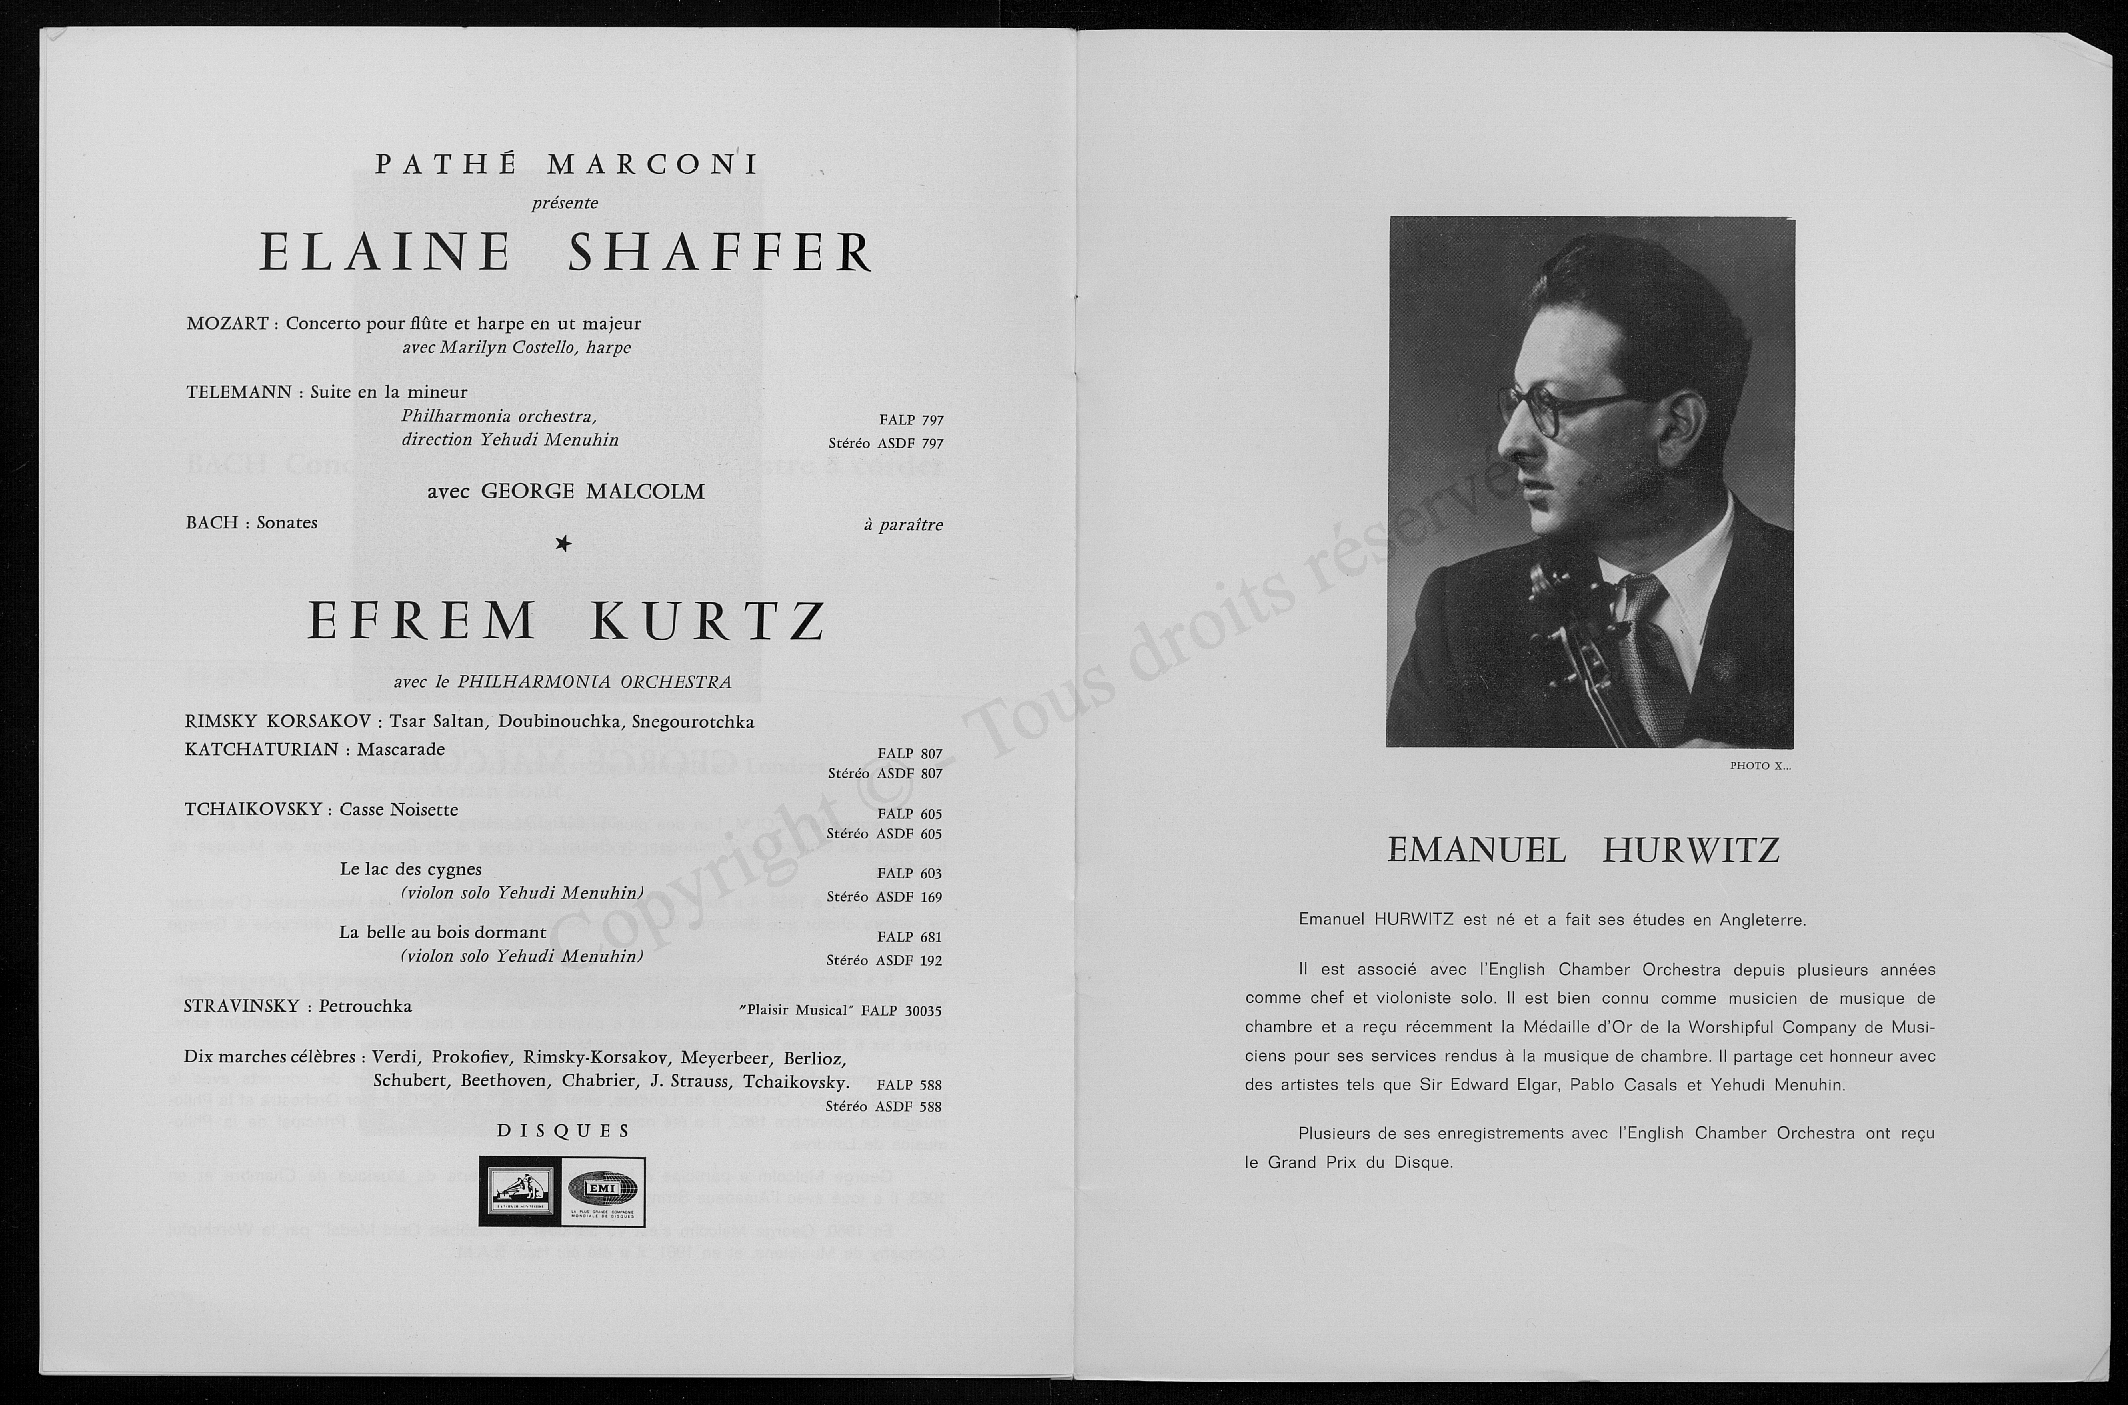 PATHÉ MARCONI
présente
ELAINE SHAFFER
MOZART : Concerto pour flûte et harpe en ut majeur
avec Marilyn Costello, harpe
TELEMANN : Suite en la mineur
Philharmonia orchestra, FALP 797
direction Yehudi Menuhin Stéréo ASDF 797
avec GEORGE MALCOLM
BACH : Sonates à paraître
EFREM KURTZ
avec le PHILHARMONIA ORCHESTRA
RIMSKY KORSAKOV : Tsar Saltan, Doubinouchka, Snegourotchka
KATCHATURIAN : Mascarade FALP 807
Stéréo ASDF 807
TCHAIKOVSKY : Casse Noisette FALP 605
Stéréo ASDF 605
Le lac des cygnes FALP 603
(violon solo Yehudi Menuhin) Stéréo ASDF 169
La belle au bois dormant FALP 681
(violon solo Yehudi Menuhin) Stéréo ASDF 192
STRAVINSKY : Petrouchka "Plaisir Musical" FALP 30035
Dix marches célèbres : Verdi, Prokofiev, Rimsky-Korsakov, Meyerbeer, Berlioz,
Schubert, Beethoven, Chabrier, J. Strauss, Tchaikovsky. FALP 588
Stéréo ASDF 588
DISQUES
EMI
LA PLUS GRANDE COMPAGNIE
MONDIALE DE DISQUES
PHOTO X...
EMANUEL HURWITZ
Emanuel HURWITZ est né et a fait ses études en Angleterre.
Il est associé avec l'English Chamber Orchestra depuis plusieurs années
comme chef et violoniste solo. Il est bien connu comme musicien de musique de
chambre et a reçu récemment la Médaille d'Or de la Worshipful Company de Musi-
ciens pour ses services rendus à la musique de chambre. Il partage cet honneur avec
des artistes tels que Sir Edward Elgar, Pablo Casals et Yehudi Menuhin.
Plusieurs de ses enregistrements avec l'English Chamber Orchestra ont reçu
le Grand Prix du Disque.
Copyright © - Tous droits réservés